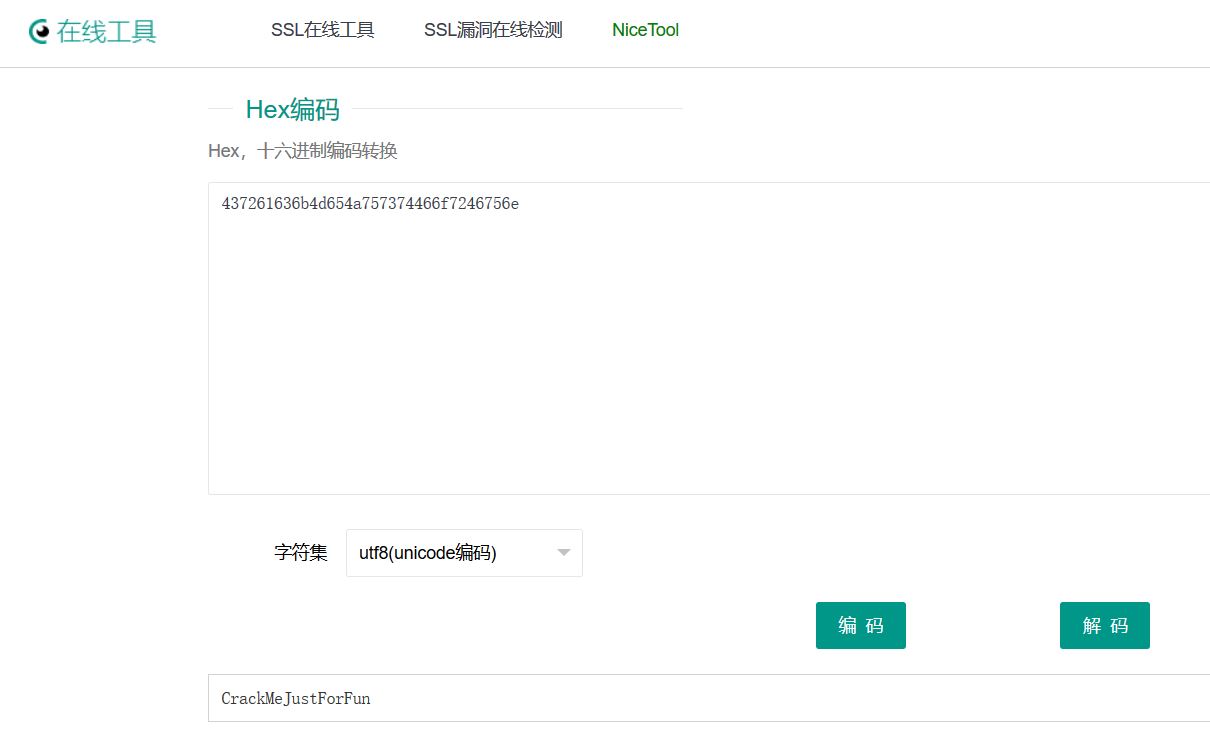 在线工具 SSL在线工具 SSL漏洞在线检测 NiceTool
Hex编码
Hex，十六进制编码转换
437261636b4d654a757374466f7246756e
字符集 utf8(unicode编码)
编 码 解 码
CrackMeJustForFun